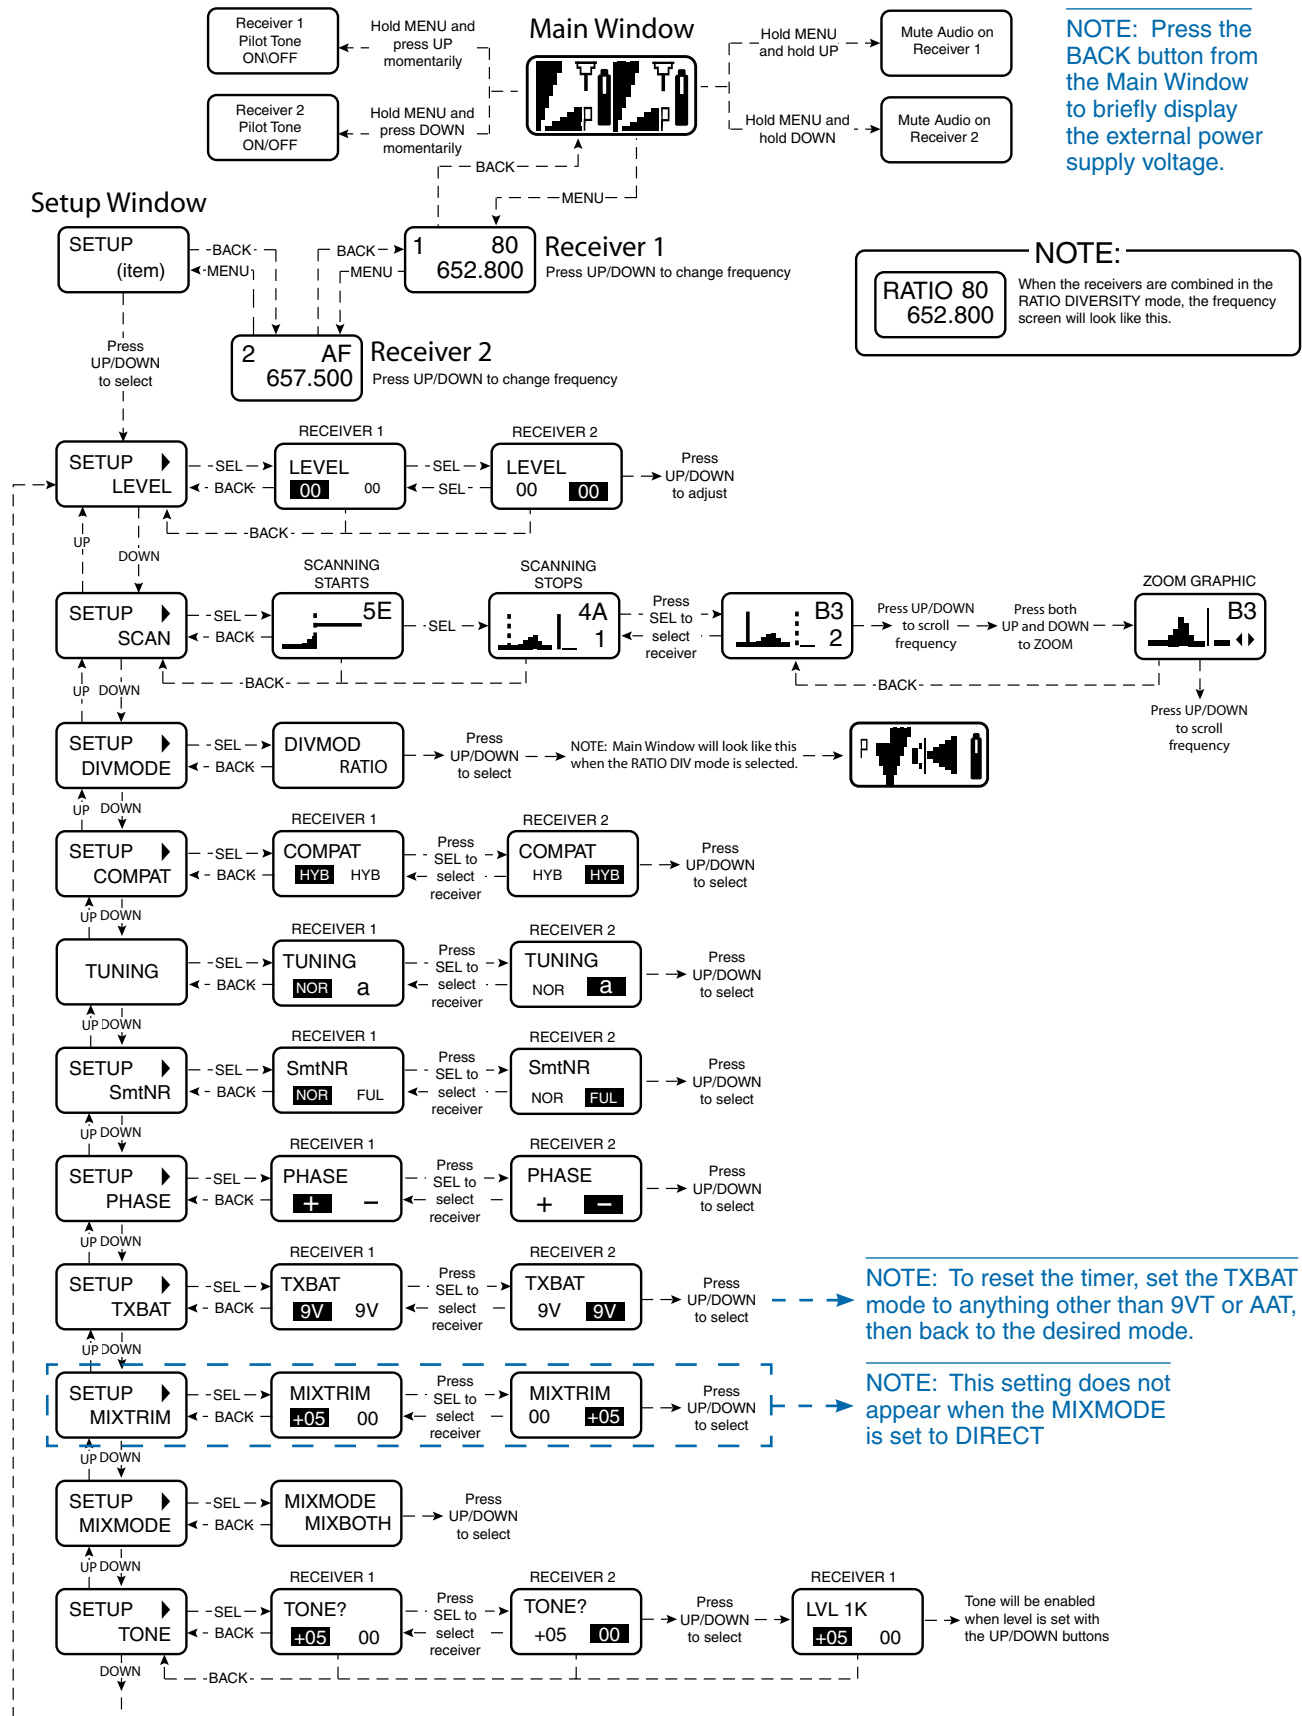 Receiver 1
Pilot Tone
ON\OFF
Hold MENU and
press UP
momentarily
Main Window
Hold MENU
and hold UP
Mute Audio on
Receiver 1
NOTE: Press the
BACK button from
the Main Window
to briefly display
the external power
supply voltage.
Receiver 2
Pilot Tone
ON/OFF
Hold MENU and
press DOWN
momentarily
Hold MENU and
hold DOWN
Mute Audio on
Receiver 2
BACK
MENU
Setup Window
SETUP
(item)
BACK
MENU
BACK
MENU
1 80
652.800
Receiver 1
Press UP/DOWN to change frequency
NOTE:
RATIO 80
652.800
When the receivers are combined in the
RATIO DIVERSITY mode, the frequency
screen will look like this.
2 AF
657.500
Receiver 2
Press UP/DOWN to change frequency
Press
UP/DOWN
to select
RECEIVER 1
RECEIVER 2
SETUP
LEVEL
SEL
BACK
LEVEL
00 00
SEL
SEL
LEVEL
00 00
Press
UP/DOWN
to adjust
BACK
UP
DOWN
SCANNING
STARTS
SCANNING
STOPS
ZOOM GRAPHIC
SETUP
SCAN
SEL
BACK
5E
SEL
4A
1
Press
SEL to
select
receiver
B3
2
Press UP/DOWN
to scroll
frequency
Press both
UP and DOWN
to ZOOM
B3
BACK
BACK
Press UP/DOWN
to scroll
frequency
UP DOWN
SETUP
DIVMODE
SEL
BACK
DIVMOD
RATIO
Press
UP/DOWN
to select
NOTE: Main Window will look like this
when the RATIO DIV mode is selected.
UP DOWN
RECEIVER 1
RECEIVER 2
SETUP
COMPAT
SEL
BACK
COMPAT
HYB HYB
Press
SEL to
select
receiver
COMPAT
HYB HYB
Press
UP/DOWN
to select
UP DOWN
RECEIVER 1
RECEIVER 2
TUNING
SEL
BACK
TUNING
NOR a
Press
SEL to
select
receiver
TUNING
NOR a
Press
UP/DOWN
to select
UP DOWN
RECEIVER 1
RECEIVER 2
SETUP
SmtNR
SEL
BACK
SmtNR
NOR FUL
Press
SEL to
select
receiver
SmtNR
NOR FUL
Press
UP/DOWN
to select
UP DOWN
RECEIVER 1
RECEIVER 2
SETUP
PHASE
SEL
BACK
PHASE
+ −
Press
SEL to
select
receiver
PHASE
+ −
Press
UP/DOWN
to select
UP DOWN
RECEIVER 1
RECEIVER 2
SETUP
TXBAT
SEL
BACK
TXBAT
9V 9V
Press
SEL to
select
receiver
TXBAT
9V 9V
Press
UP/DOWN
to select
NOTE: To reset the timer, set the TXBAT
mode to anything other than 9VT or AAT,
then back to the desired mode.
UP DOWN
SETUP
MIXTRIM
SEL
BACK
MIXTRIM
+05 00
Press
SEL to
select
receiver
MIXTRIM
00 +05
Press
UP/DOWN
to select
NOTE: This setting does not
appear when the MIXMODE
is set to DIRECT
UP DOWN
SETUP
MIXMODE
SEL
BACK
MIXMODE
MIXBOTH
Press
UP/DOWN
to select
UP DOWN
RECEIVER 1
RECEIVER 2
RECEIVER 1
SETUP
TONE
SEL
BACK
TONE?
+05 00
Press
SEL to
select
receiver
TONE?
+05 00
Press
UP/DOWN
to select
LVL 1K
+05 00
Tone will be enabled
when level is set with
the UP/DOWN buttons
DOWN
BACK